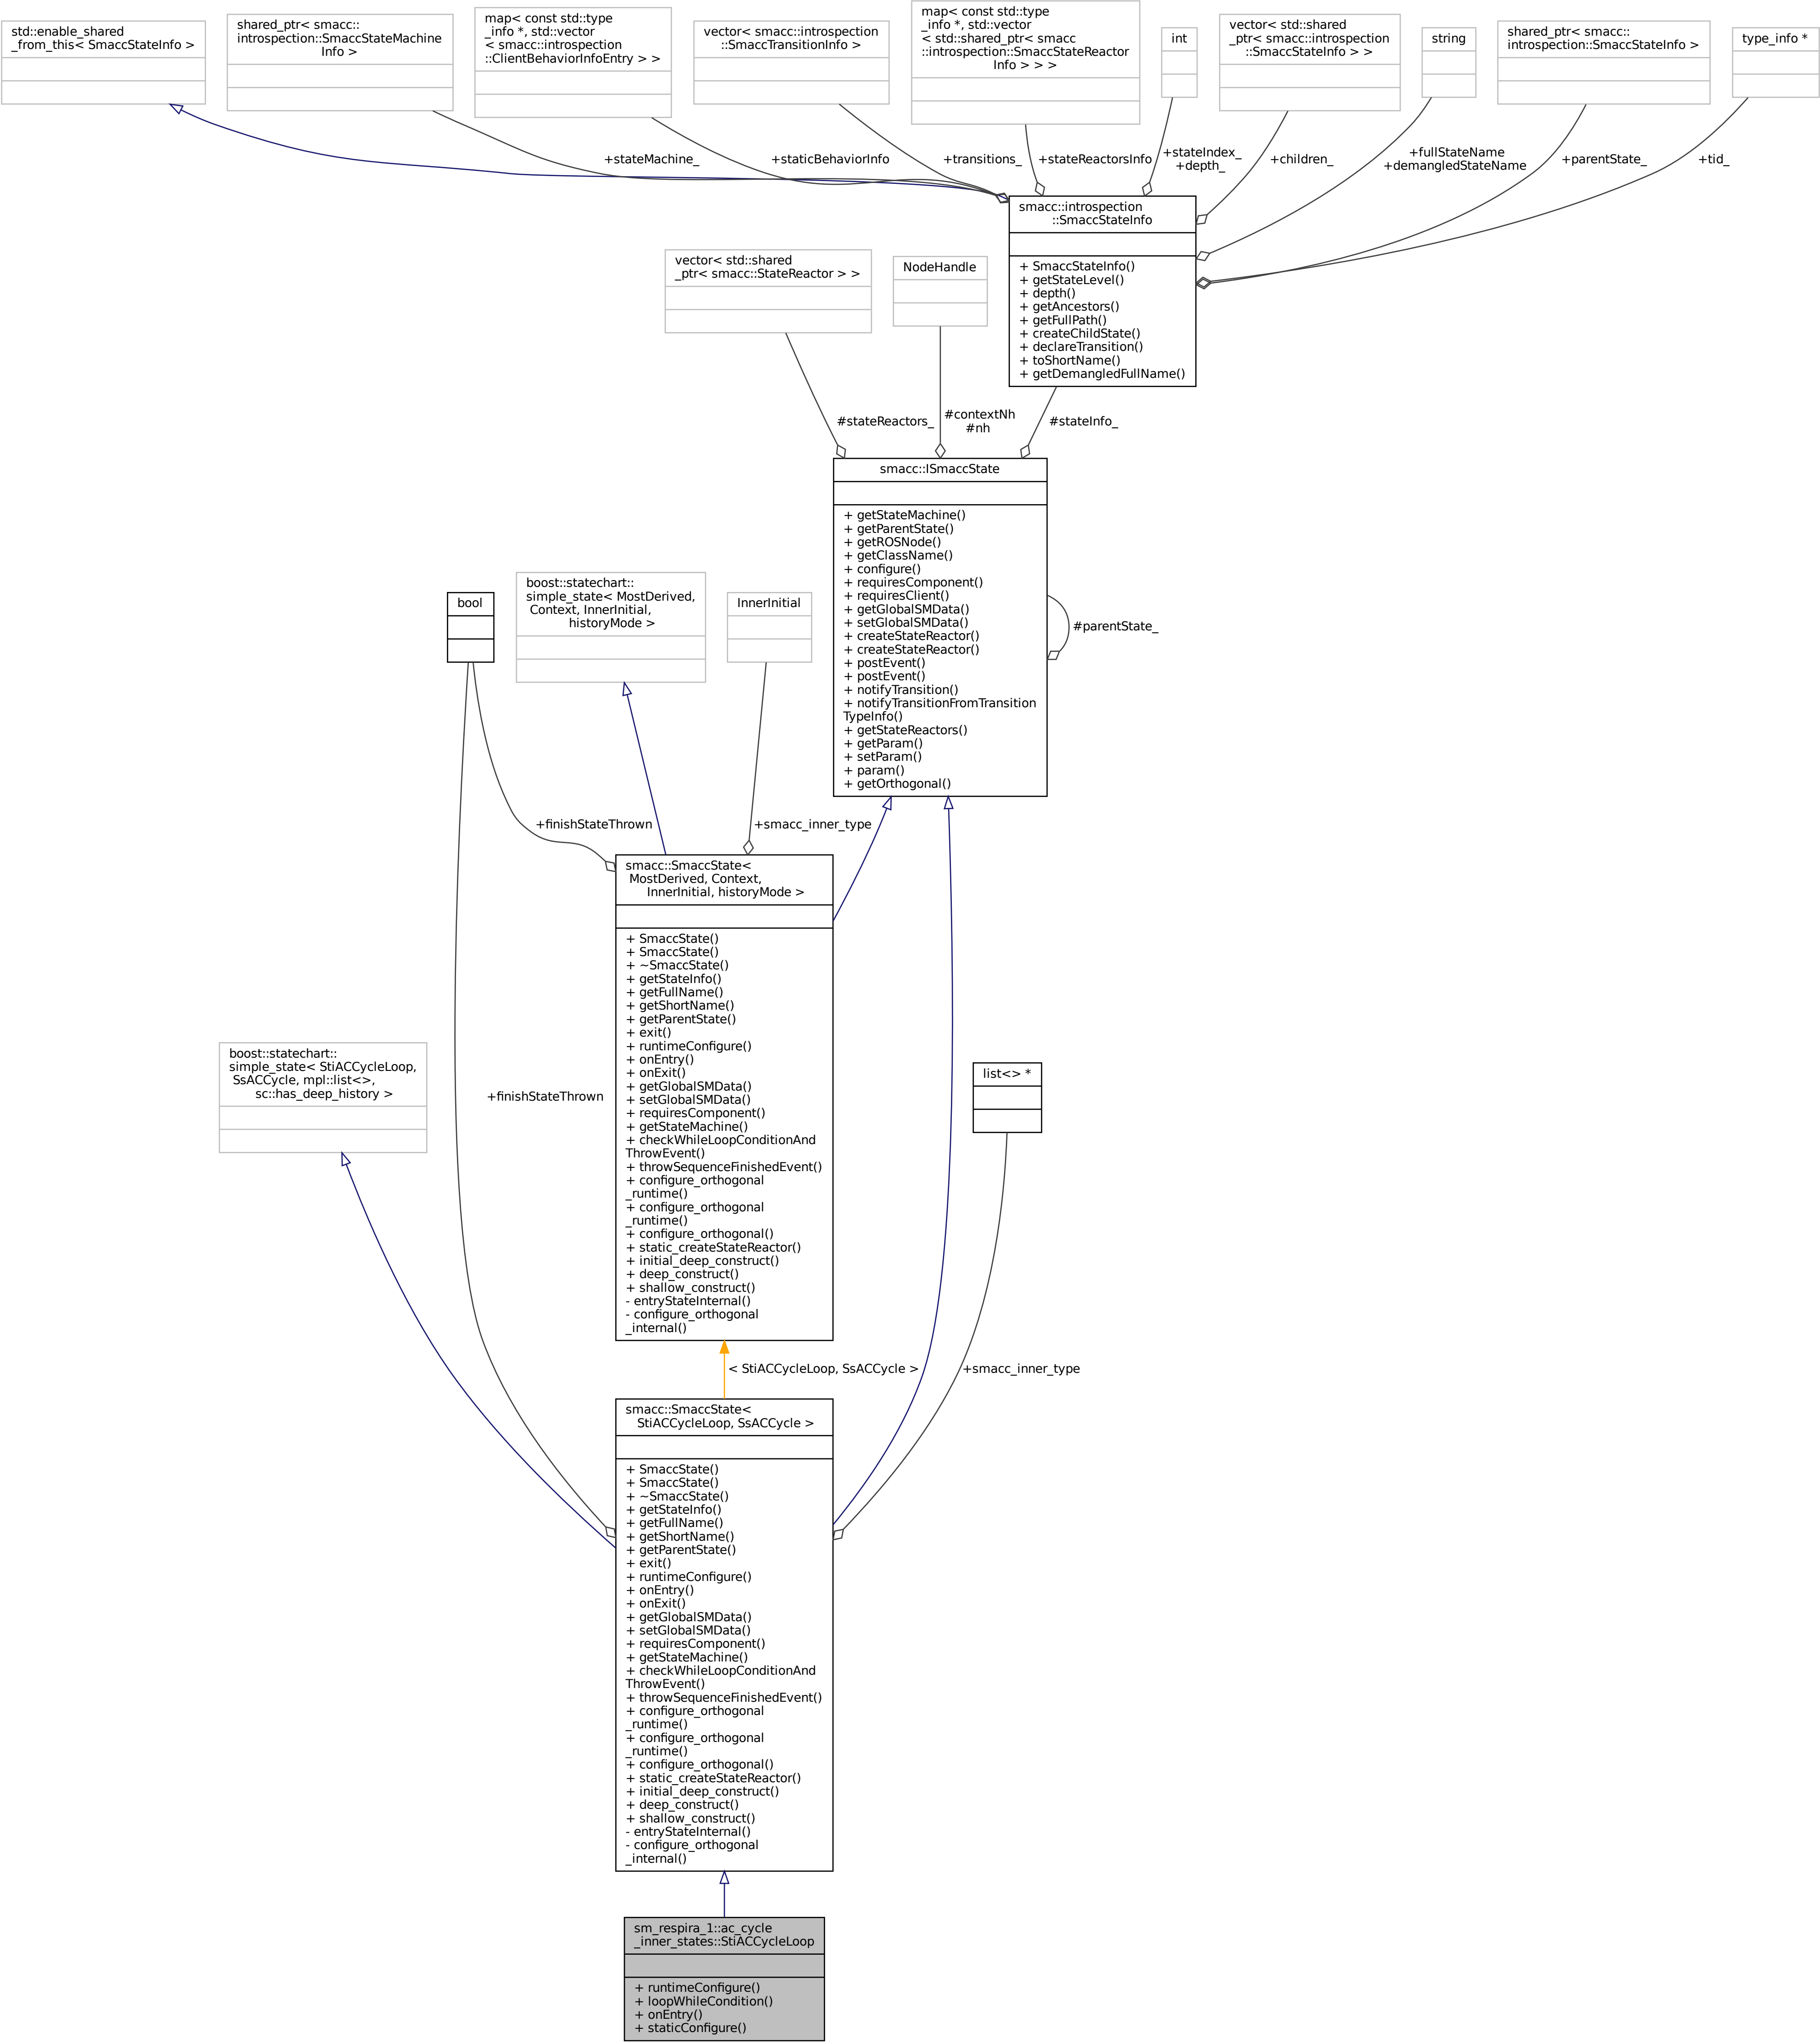 std::enable_shared
_from_this< SmaccStateInfo >
shared_ptr< smacc::
introspection::SmaccStateMachine
Info >
map< const std::type
_info *, std::vector
< smacc::introspection
::ClientBehaviorInfoEntry > >
vector< smacc::introspection
::SmaccTransitionInfo >
map< const std::type
_info *, std::vector
< std::shared_ptr< smacc
::introspection::SmaccStateReactor
Info > > >
int
vector< std::shared
_ptr< smacc::introspection
::SmaccStateInfo > >
string
shared_ptr< smacc::
introspection::SmaccStateInfo >
type_info *
+stateMachine_
+staticBehaviorInfo
+transitions_
+stateReactorsInfo
+stateIndex_
+depth_
+children_
+fullStateName
+demangledStateName
+parentState_
+tid_
smacc::introspection
::SmaccStateInfo
+ SmaccStateInfo()
+ getStateLevel()
+ depth()
+ getAncestors()
+ getFullPath()
+ createChildState()
+ declareTransition()
+ toShortName()
+ getDemangledFullName()
vector< std::shared
_ptr< smacc::StateReactor > >
NodeHandle
#stateReactors_
#contextNh
#nh
#stateInfo_
smacc::ISmaccState
+ getStateMachine()
+ getParentState()
+ getROSNode()
+ getClassName()
+ configure()
+ requiresComponent()
+ requiresClient()
+ getGlobalSMData()
+ setGlobalSMData()
+ createStateReactor()
+ createStateReactor()
+ postEvent()
+ postEvent()
+ notifyTransition()
+ notifyTransitionFromTransition
TypeInfo()
+ getStateReactors()
+ getParam()
+ setParam()
+ param()
+ getOrthogonal()
#parentState_
bool
boost::statechart::
simple_state< MostDerived,
Context, InnerInitial,
historyMode >
InnerInitial
+finishStateThrown
+smacc_inner_type
smacc::SmaccState<
MostDerived, Context,
InnerInitial, historyMode >
+ SmaccState()
+ SmaccState()
+ ~SmaccState()
+ getStateInfo()
+ getFullName()
+ getShortName()
+ getParentState()
+ exit()
+ runtimeConfigure()
+ onEntry()
+ onExit()
+ getGlobalSMData()
+ setGlobalSMData()
+ requiresComponent()
+ getStateMachine()
+ checkWhileLoopConditionAnd
ThrowEvent()
+ throwSequenceFinishedEvent()
+ configure_orthogonal
_runtime()
+ configure_orthogonal
_runtime()
+ configure_orthogonal()
+ static_createStateReactor()
+ initial_deep_construct()
+ deep_construct()
+ shallow_construct()
- entryStateInternal()
- configure_orthogonal
_internal()
boost::statechart::
simple_state< StiACCycleLoop,
SsACCycle, mpl::list<>,
sc::has_deep_history >
+finishStateThrown
list<> *
< StiACCycleLoop, SsACCycle >
+smacc_inner_type
smacc::SmaccState<
StiACCycleLoop, SsACCycle >
+ SmaccState()
+ SmaccState()
+ ~SmaccState()
+ getStateInfo()
+ getFullName()
+ getShortName()
+ getParentState()
+ exit()
+ runtimeConfigure()
+ onEntry()
+ onExit()
+ getGlobalSMData()
+ setGlobalSMData()
+ requiresComponent()
+ getStateMachine()
+ checkWhileLoopConditionAnd
ThrowEvent()
+ throwSequenceFinishedEvent()
+ configure_orthogonal
_runtime()
+ configure_orthogonal
_runtime()
+ configure_orthogonal()
+ static_createStateReactor()
+ initial_deep_construct()
+ deep_construct()
+ shallow_construct()
- entryStateInternal()
- configure_orthogonal
_internal()
sm_respira_1::ac_cycle
_inner_states::StiACCycleLoop
+ runtimeConfigure()
+ loopWhileCondition()
+ onEntry()
+ staticConfigure()